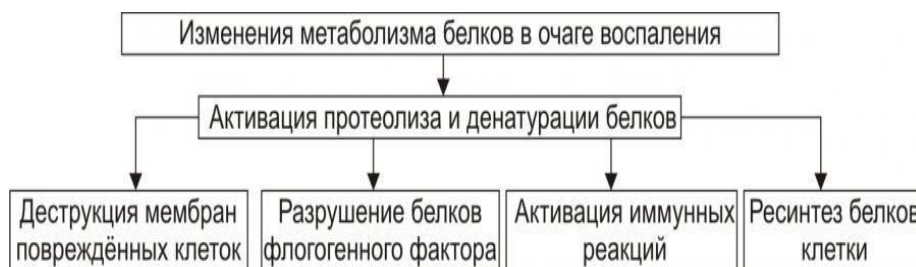 Изменения метаболизма белков в очаге воспаления
Активация протеолиза и денатурации белков
Деструкция мембран
повреждённых клеток
Разрушение белков
флогогенного фактора
Активация иммунных
реакций
Ресинтез белков
клетки